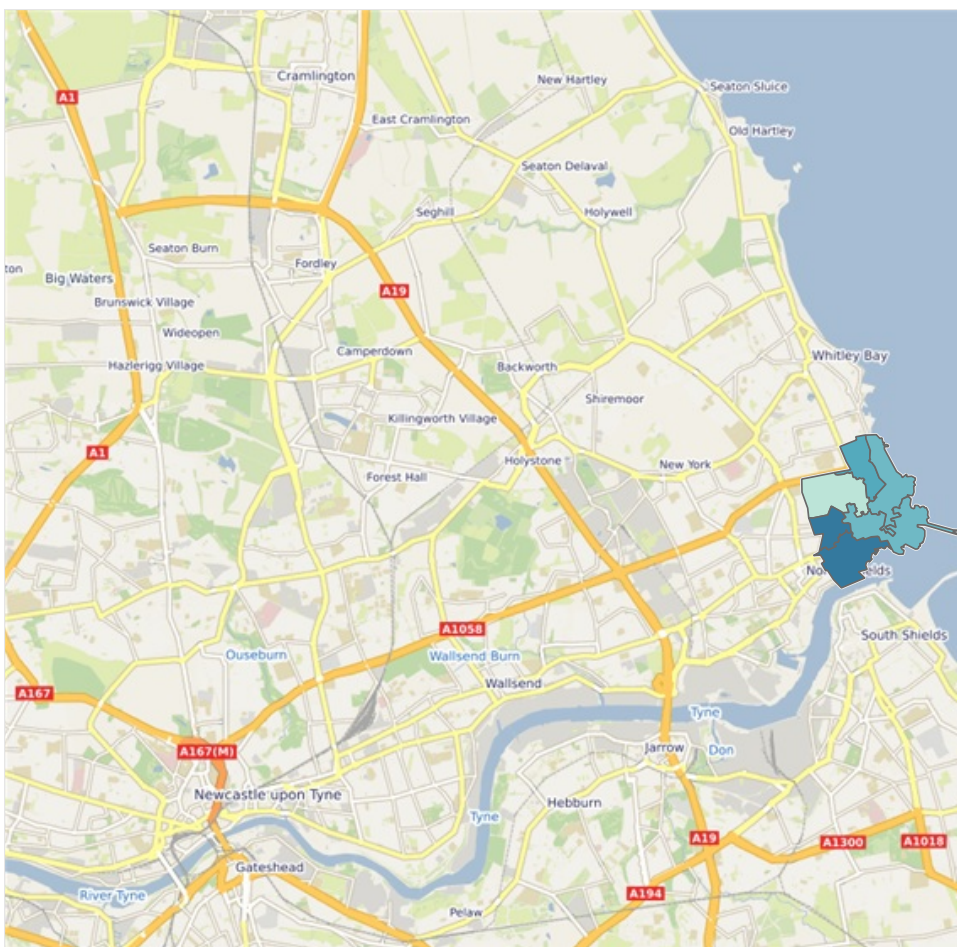 Cramlington
A1
New Hartley
Seaton Sluice
East Cramlington
Old Hartley
Seaton Delaval
Seghill
Holywell
Seaton Burn
Fordley
ton
Big Waters
A19
Brunswick Village
Wideopen
Camperdown
Whitley Bay
Hazlerigg Village
Backworth
Shiremoor
Killingworth Village
A1
Holystone
New York
Forest Hall
A1058
South Shields
Ouseburn
Wallsend Burn
Wallsend
A167
Tyne
A167(M)
Jarrow
Don
Newcastle upon Tyne
Hebburn
Tyne
A19
A1300
A1018
Gateshead
River Tyne
A194
Pelaw